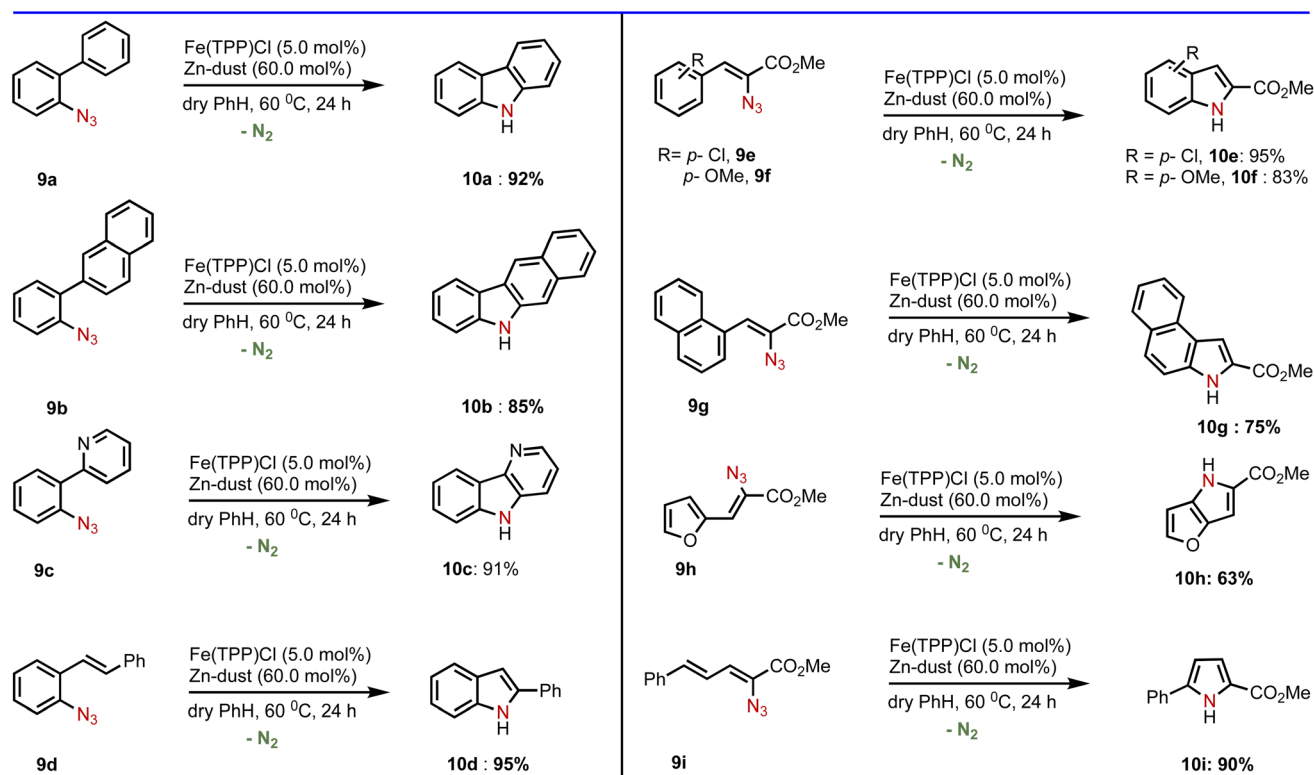 Fe(TPP)Cl (5.0 mol%)
Zn-dust (60.0 mol%)
dry PhH, 60 ⁰C, 24 h
- N₂
N₃
N
H
9a
10a : 92%
Fe(TPP)Cl (5.0 mol%)
Zn-dust (60.0 mol%)
dry PhH, 60 ⁰C, 24 h
- N₂
N₃
N
H
9b
10b : 85%
N
N
Fe(TPP)Cl (5.0 mol%)
Zn-dust (60.0 mol%)
dry PhH, 60 ⁰C, 24 h
- N₂
N₃
N
H
9c
10c: 91%
Ph
Fe(TPP)Cl (5.0 mol%)
Zn-dust (60.0 mol%)
dry PhH, 60 ⁰C, 24 h
- N₂
Ph
N₃
N
H
9d
10d : 95%
R
CO₂Me
N₃
Fe(TPP)Cl (5.0 mol%)
Zn-dust (60.0 mol%)
dry PhH, 60 ⁰C, 24 h
- N₂
R
CO₂Me
N
H
R= p- Cl, 9e
p- OMe, 9f
R = p- Cl, 10e: 95%
R = p- OMe, 10f : 83%
CO₂Me
N₃
Fe(TPP)Cl (5.0 mol%)
Zn-dust (60.0 mol%)
dry PhH, 60 ⁰C, 24 h
- N₂
CO₂Me
N
H
9g
10g : 75%
N₃
CO₂Me
O
Fe(TPP)Cl (5.0 mol%)
Zn-dust (60.0 mol%)
dry PhH, 60 ⁰C, 24 h
- N₂
H
N
CO₂Me
O
9h
10h: 63%
Ph
CO₂Me
N₃
Fe(TPP)Cl (5.0 mol%)
Zn-dust (60.0 mol%)
dry PhH, 60 ⁰C, 24 h
- N₂
Ph
N
H
CO₂Me
9i
10i: 90%